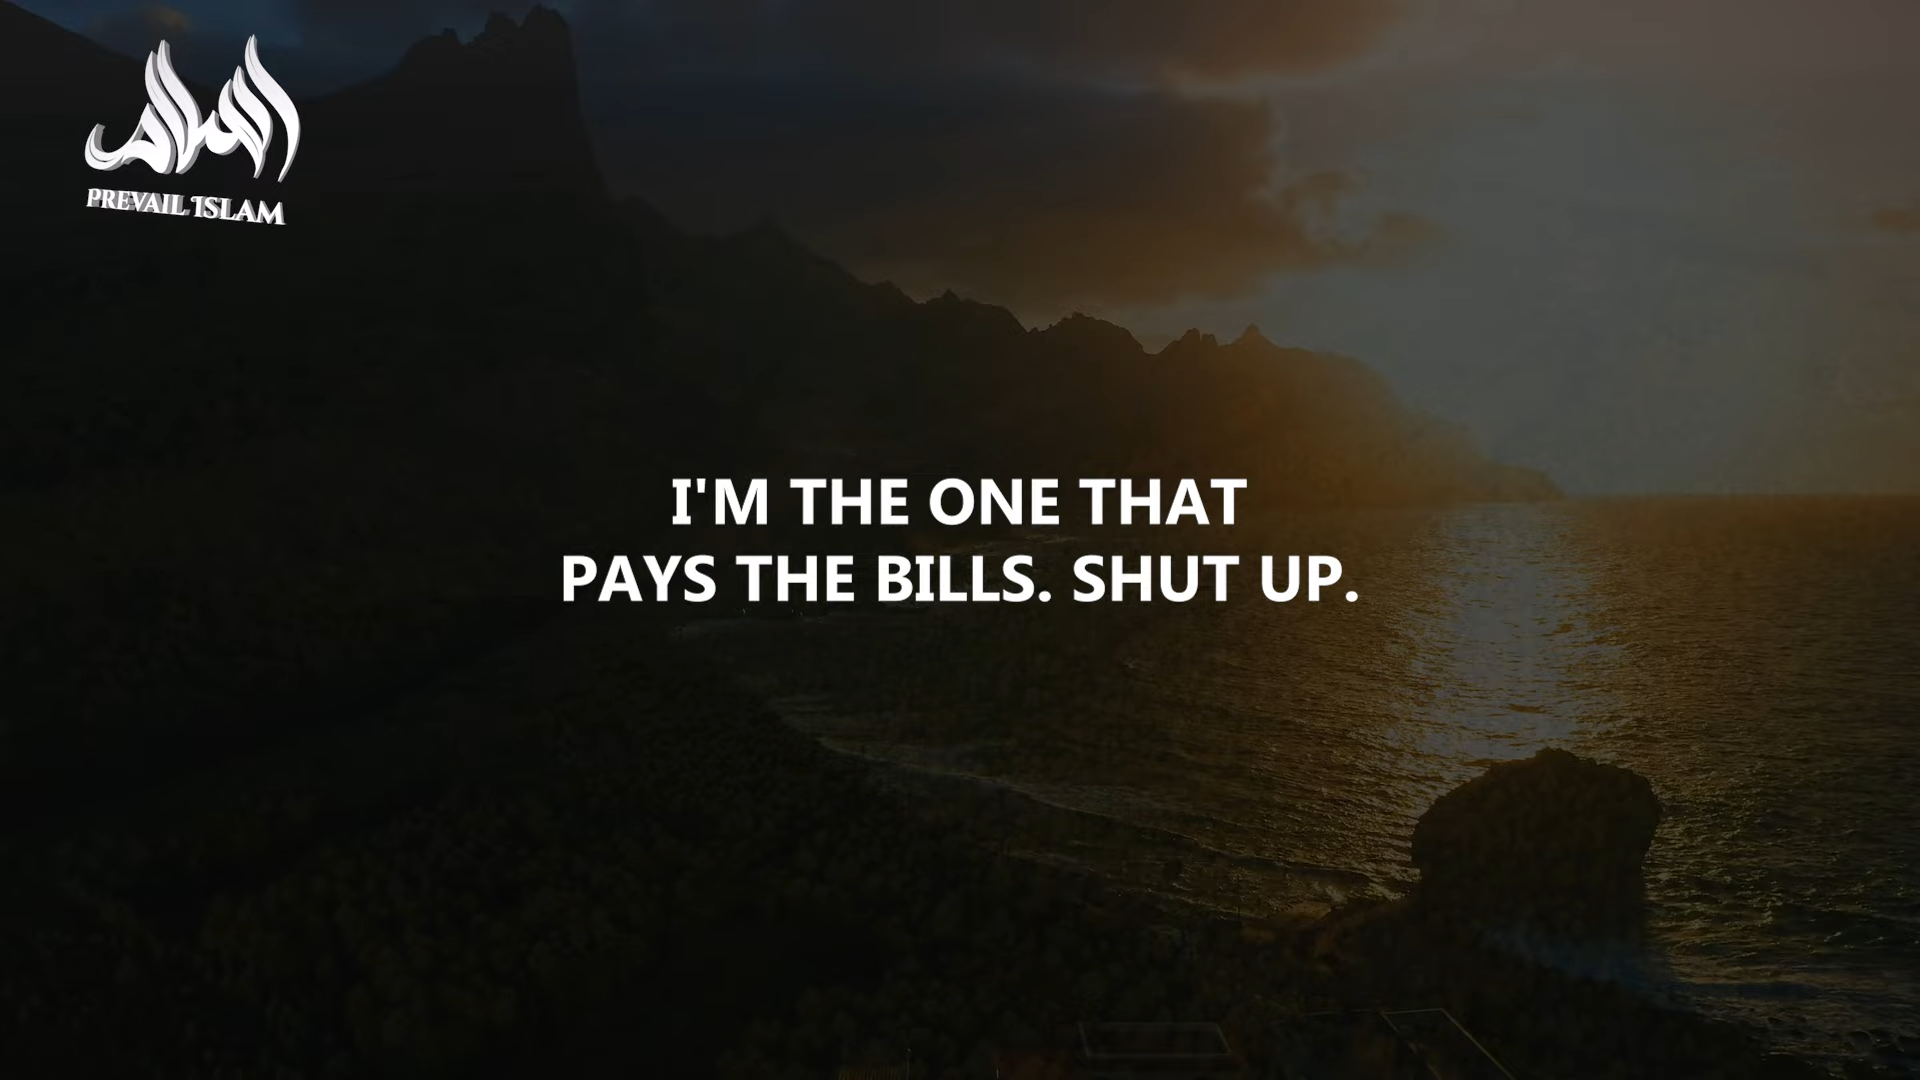 PREVAIL ISLAM
I'M THE ONE THAT
PAYS THE BILLS. SHUT UP.